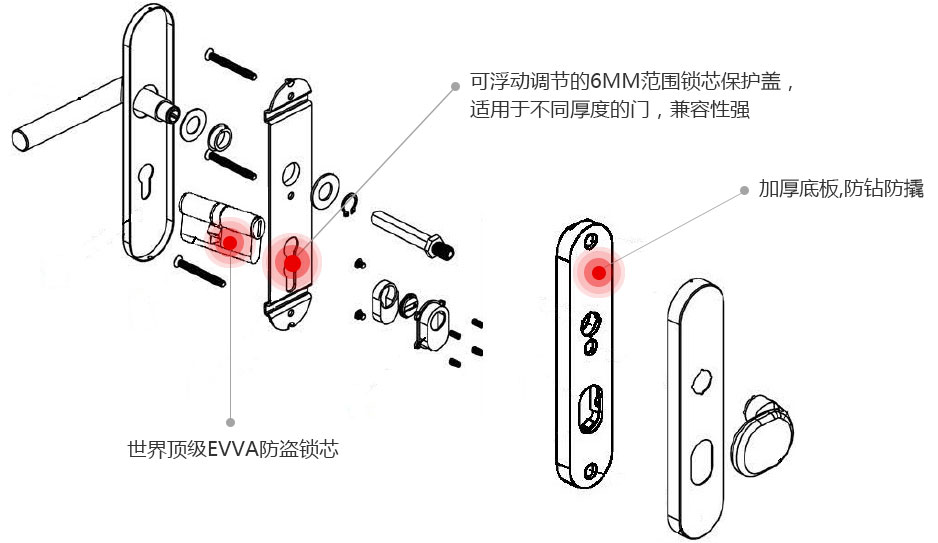 可浮动调节的6MM范围锁芯保护盖，
适用于不同厚度的门，兼容性强
加厚底板,防钻防撬
世界顶级EVVA防盗锁芯